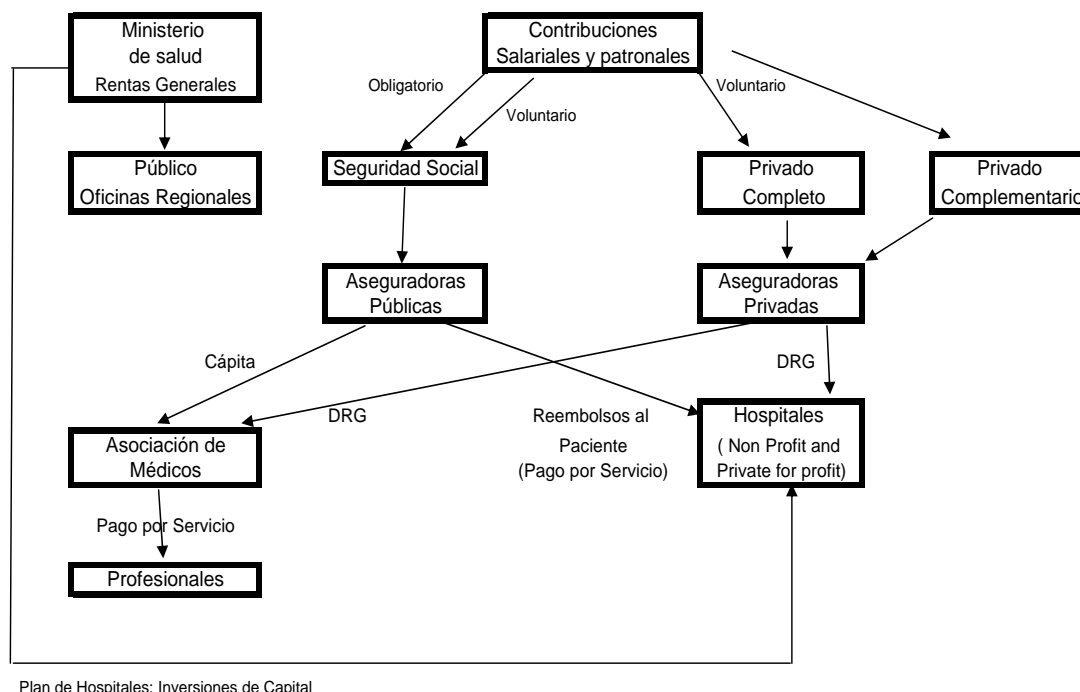 Ministerio
de salud
Rentas Generales
Contribuciones
Salariales y patronales
Obligatorio
Voluntario
Voluntario
Público
Oficinas Regionales
Seguridad Social
Privado
Completo
Privado
Complementario
Aseguradoras
Públicas
Aseguradoras
Privadas
Cápita
DRG
DRG
Reembolsos al
Paciente
(Pago por Servicio)
Hospitales
( Non Profit and
Private for profit)
Asociación de
Médicos
Pago por Servicio
Profesionales
Plan de Hospitales: Inversiones de Capital